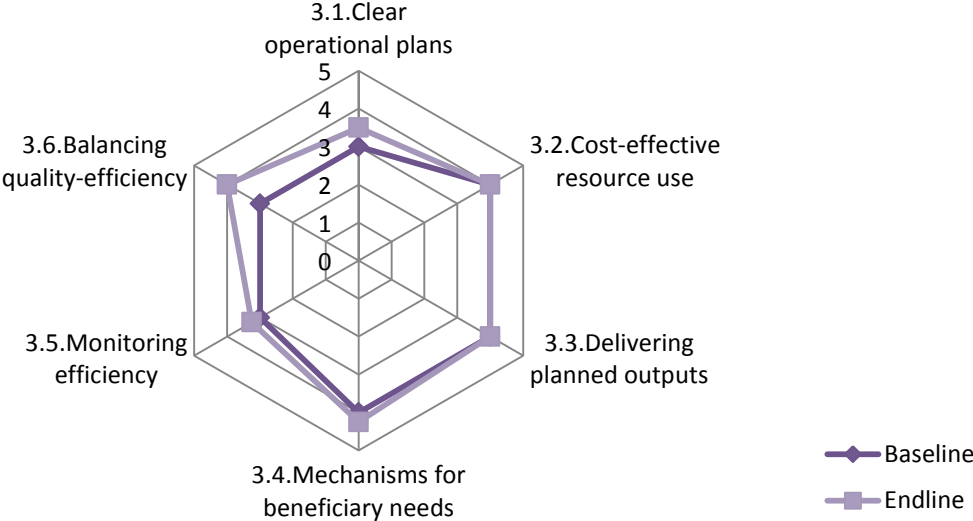 3.1.Clear
operational plans
5
4
3
2
1
0
3.2.Cost-effective
resource use
3.3.Delivering
planned outputs
3.4.Mechanisms for
beneficiary needs
3.5.Monitoring
efficiency
3.6.Balancing
quality-efficiency
Baseline
Endline